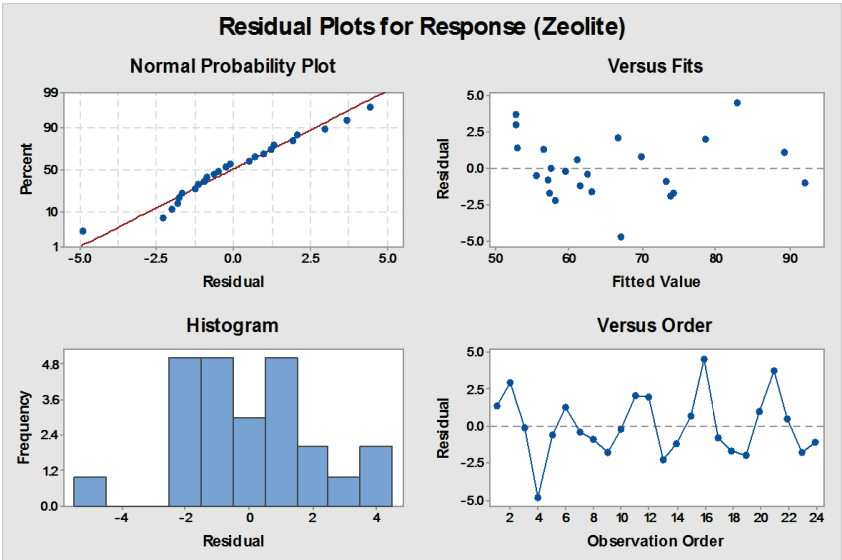 Residual Plots for Response (Zeolite)
Normal Probability Plot
99
90
50
10
1
Percent
-5.0 -2.5 0.0 2.5 5.0
Residual
Versus Fits
5.0
2.5
0.0
-2.5
-5.0
Residual
50 60 70 80 90
Fitted Value
Histogram
4.8
3.6
2.4
1.2
0.0
Frequency
-4 -2 0 2 4
Residual
Versus Order
5.0
2.5
0.0
-2.5
-5.0
Residual
2 4 6 8 10 12 14 16 18 20 22 24
Observation Order